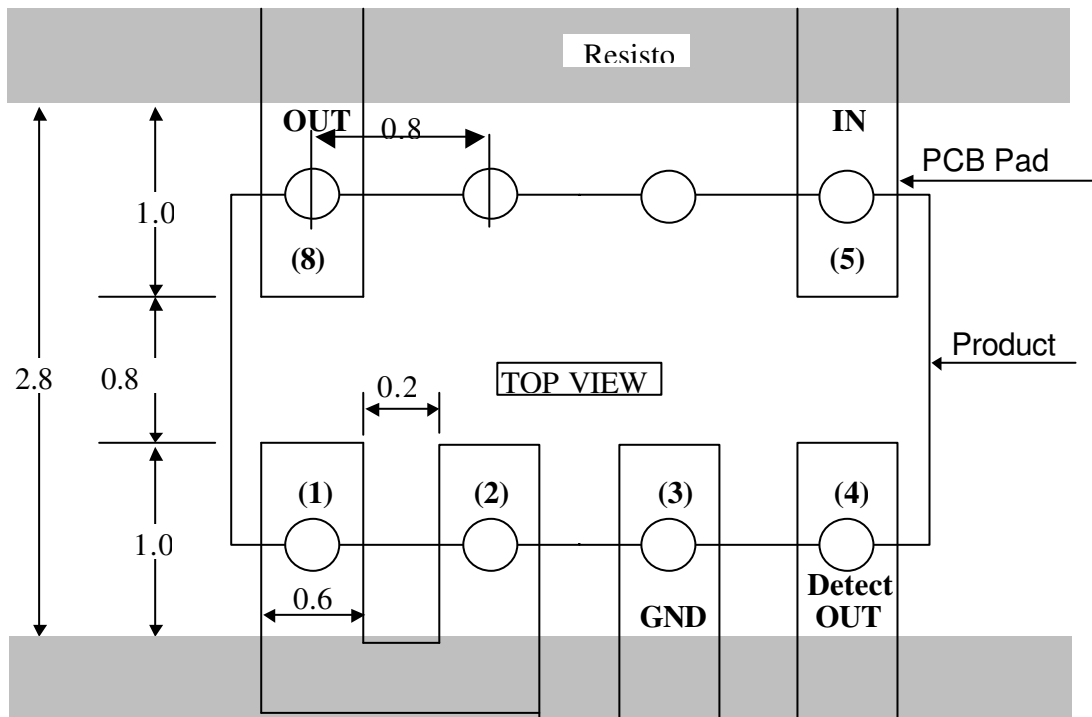 Resisto
OUT
0.8
IN
PCB Pad
1.0
(8)
(5)
2.8
0.8
TOP VIEW
Product
0.2
(1)
(2)
(3)
(4)
1.0
0.6
GND
Detect
OUT